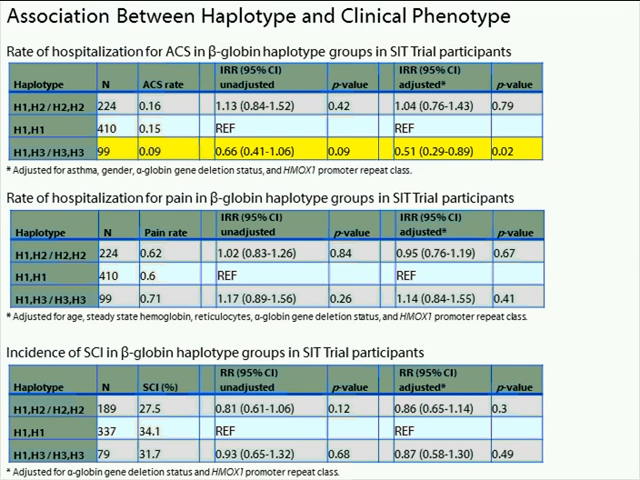 Association Between Haplotype and Clinical Phenotype
Rate of hospitalization for ACS in β-globin haplotype groups in SIT Trial participants
Haplotype N ACS rate IRR (95% CI) unadjusted p-value IRR (95% CI) adjusted* p-value
H1,H2 / H2,H2 224 0.16 1.13 (0.84-1.52) 0.42 1.04 (0.76-1.43) 0.79
H1,H1 410 0.15 REF REF
H1,H3 / H3,H3 99 0.09 0.66 (0.41-1.06) 0.09 0.51 (0.29-0.89) 0.02
* Adjusted for asthma, gender, α-globin gene deletion status, and HMOX1 promoter repeat class.
Rate of hospitalization for pain in β-globin haplotype groups in SIT Trial participants
Haplotype N Pain rate IRR (95% CI) unadjusted p-value IRR (95% CI) adjusted* p-value
H1,H2 / H2,H2 224 0.62 1.02 (0.83-1.26) 0.84 0.95 (0.76-1.19) 0.67
H1,H1 410 0.6 REF REF
H1,H3 / H3,H3 99 0.71 1.17 (0.89-1.56) 0.26 1.14 (0.84-1.55) 0.41
* Adjusted for age, steady state hemoglobin, reticulocytes, α-globin gene deletion status, and HMOX1 promoter repeat class.
Incidence of SCI in β-globin haplotype groups in SIT Trial participants
Haplotype N SCI (%) RR (95% CI) unadjusted p-value RR (95% CI) adjusted* p-value
H1,H2 / H2,H2 189 27.5 0.81 (0.61-1.06) 0.12 0.86 (0.65-1.14) 0.3
H1,H1 337 34.1 REF REF
H1,H3 / H3,H3 79 31.7 0.93 (0.65-1.32) 0.68 0.87 (0.58-1.30) 0.49
* Adjusted for α-globin gene deletion status and HMOX1 promoter repeat class.